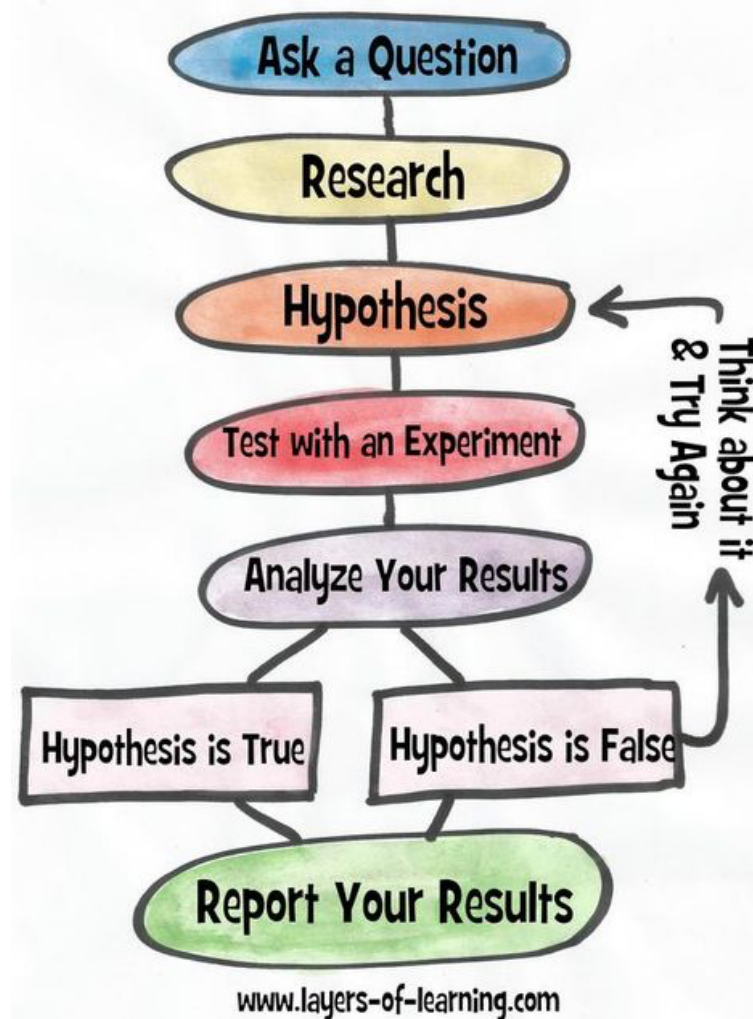 Ask a Question
Research
Hypothesis
Think about it
& Try Again
Test with an Experiment
Analyze Your Results
Hypothesis is True
Hypothesis is False
Report Your Results
www.layers-of-learning.com